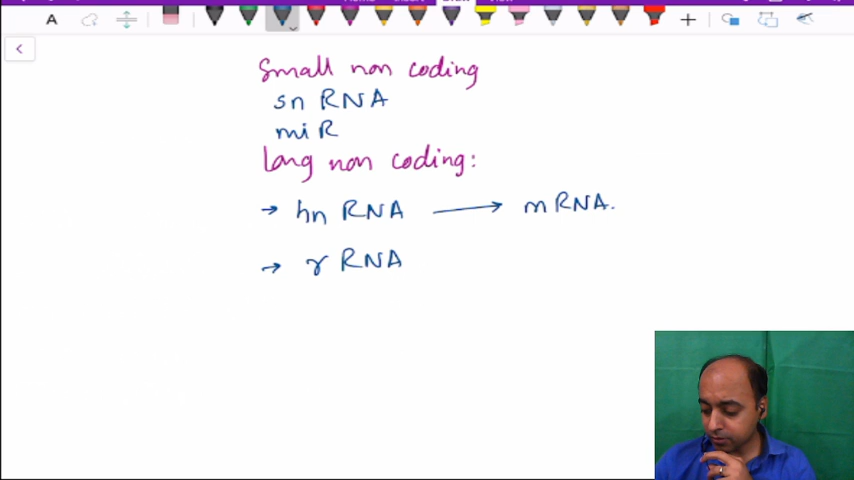 Small non coding
sn RNA
miR
Long non coding:
→ hn RNA → mRNA.
→ r RNA